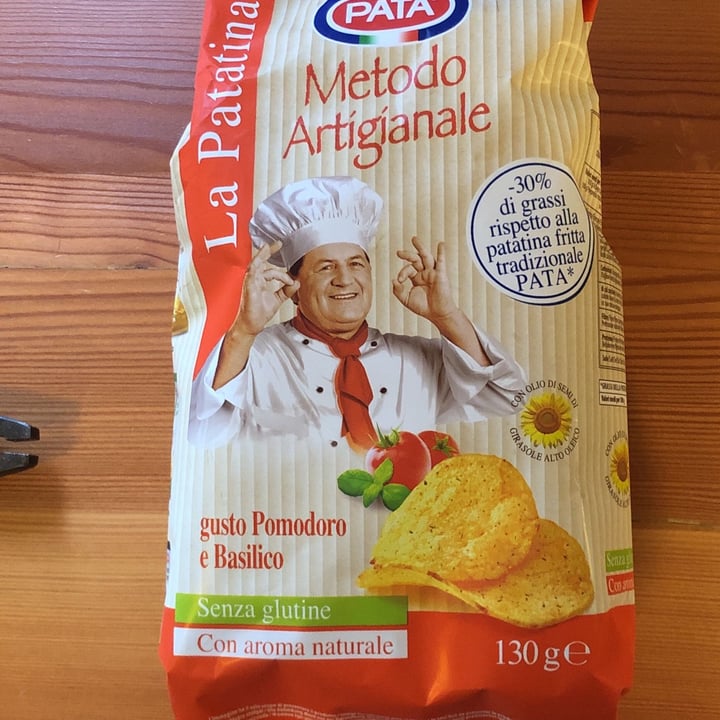 PATA
La Patatina
Metodo
Artigianale
-30%
di grassi
rispetto alla
patatina fritta
tradizionale
PATA*
CON OLIO DI SEMI DI
GIRASOLE ALTO OLEICO
gusto Pomodoro
e Basilico
Senza glutine
Con aroma naturale
130 g e